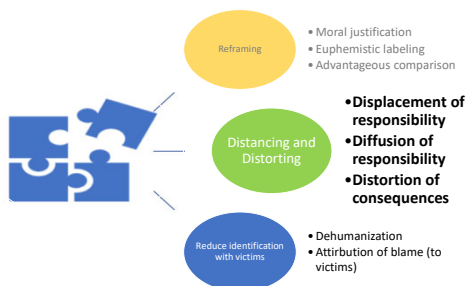 Reframing
• Moral justification
• Euphemistic labeling
• Advantageous comparison
Distancing and
Distorting
•Displacement of
responsibility
•Diffusion of
responsibility
•Distortion of
consequences
Reduce identification
with victims
• Dehumanization
• Attirbution of blame (to
victims)